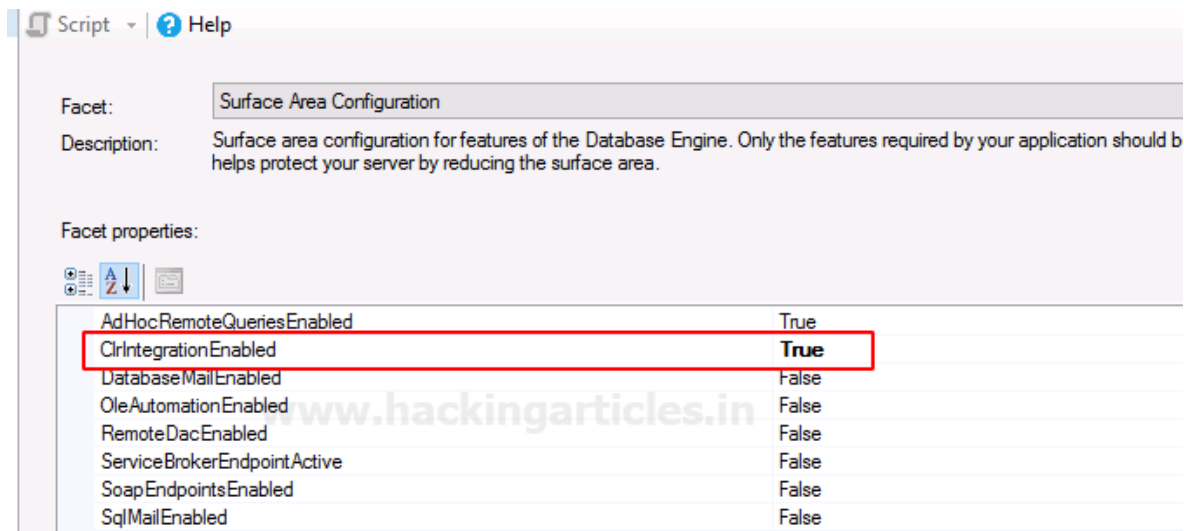 Script Help
Facet: Surface Area Configuration
Description: Surface area configuration for features of the Database Engine. Only the features required by your application should
helps protect your server by reducing the surface area.
Facet properties:
AdHocRemoteQueriesEnabled True
ClrIntegrationEnabled True
DatabaseMailEnabled False
OleAutomationEnabled False
www.hackingarticles.in
RemoteDacEnabled False
ServiceBrokerEndpointActive False
SoapEndpointsEnabled False
SqlMailEnabled False